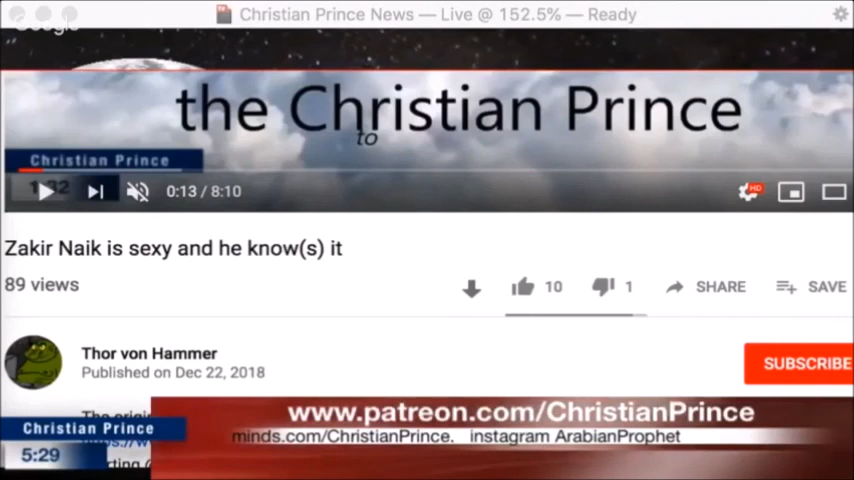 Christian Prince News — Live @ 152.5% — Ready
Google
the Christian Prince
to
Christian Prince
0:13 / 8:10
HD
Zakir Naik is sexy and he know(s) it
89 views
10
1
SHARE
SAVE
Thor von Hammer
Published on Dec 22, 2018
SUBSCRIBE
www.patreon.com/ChristianPrince
Christian Prince
minds.com/ChristianPrince. instagram ArabianProphet
5:29